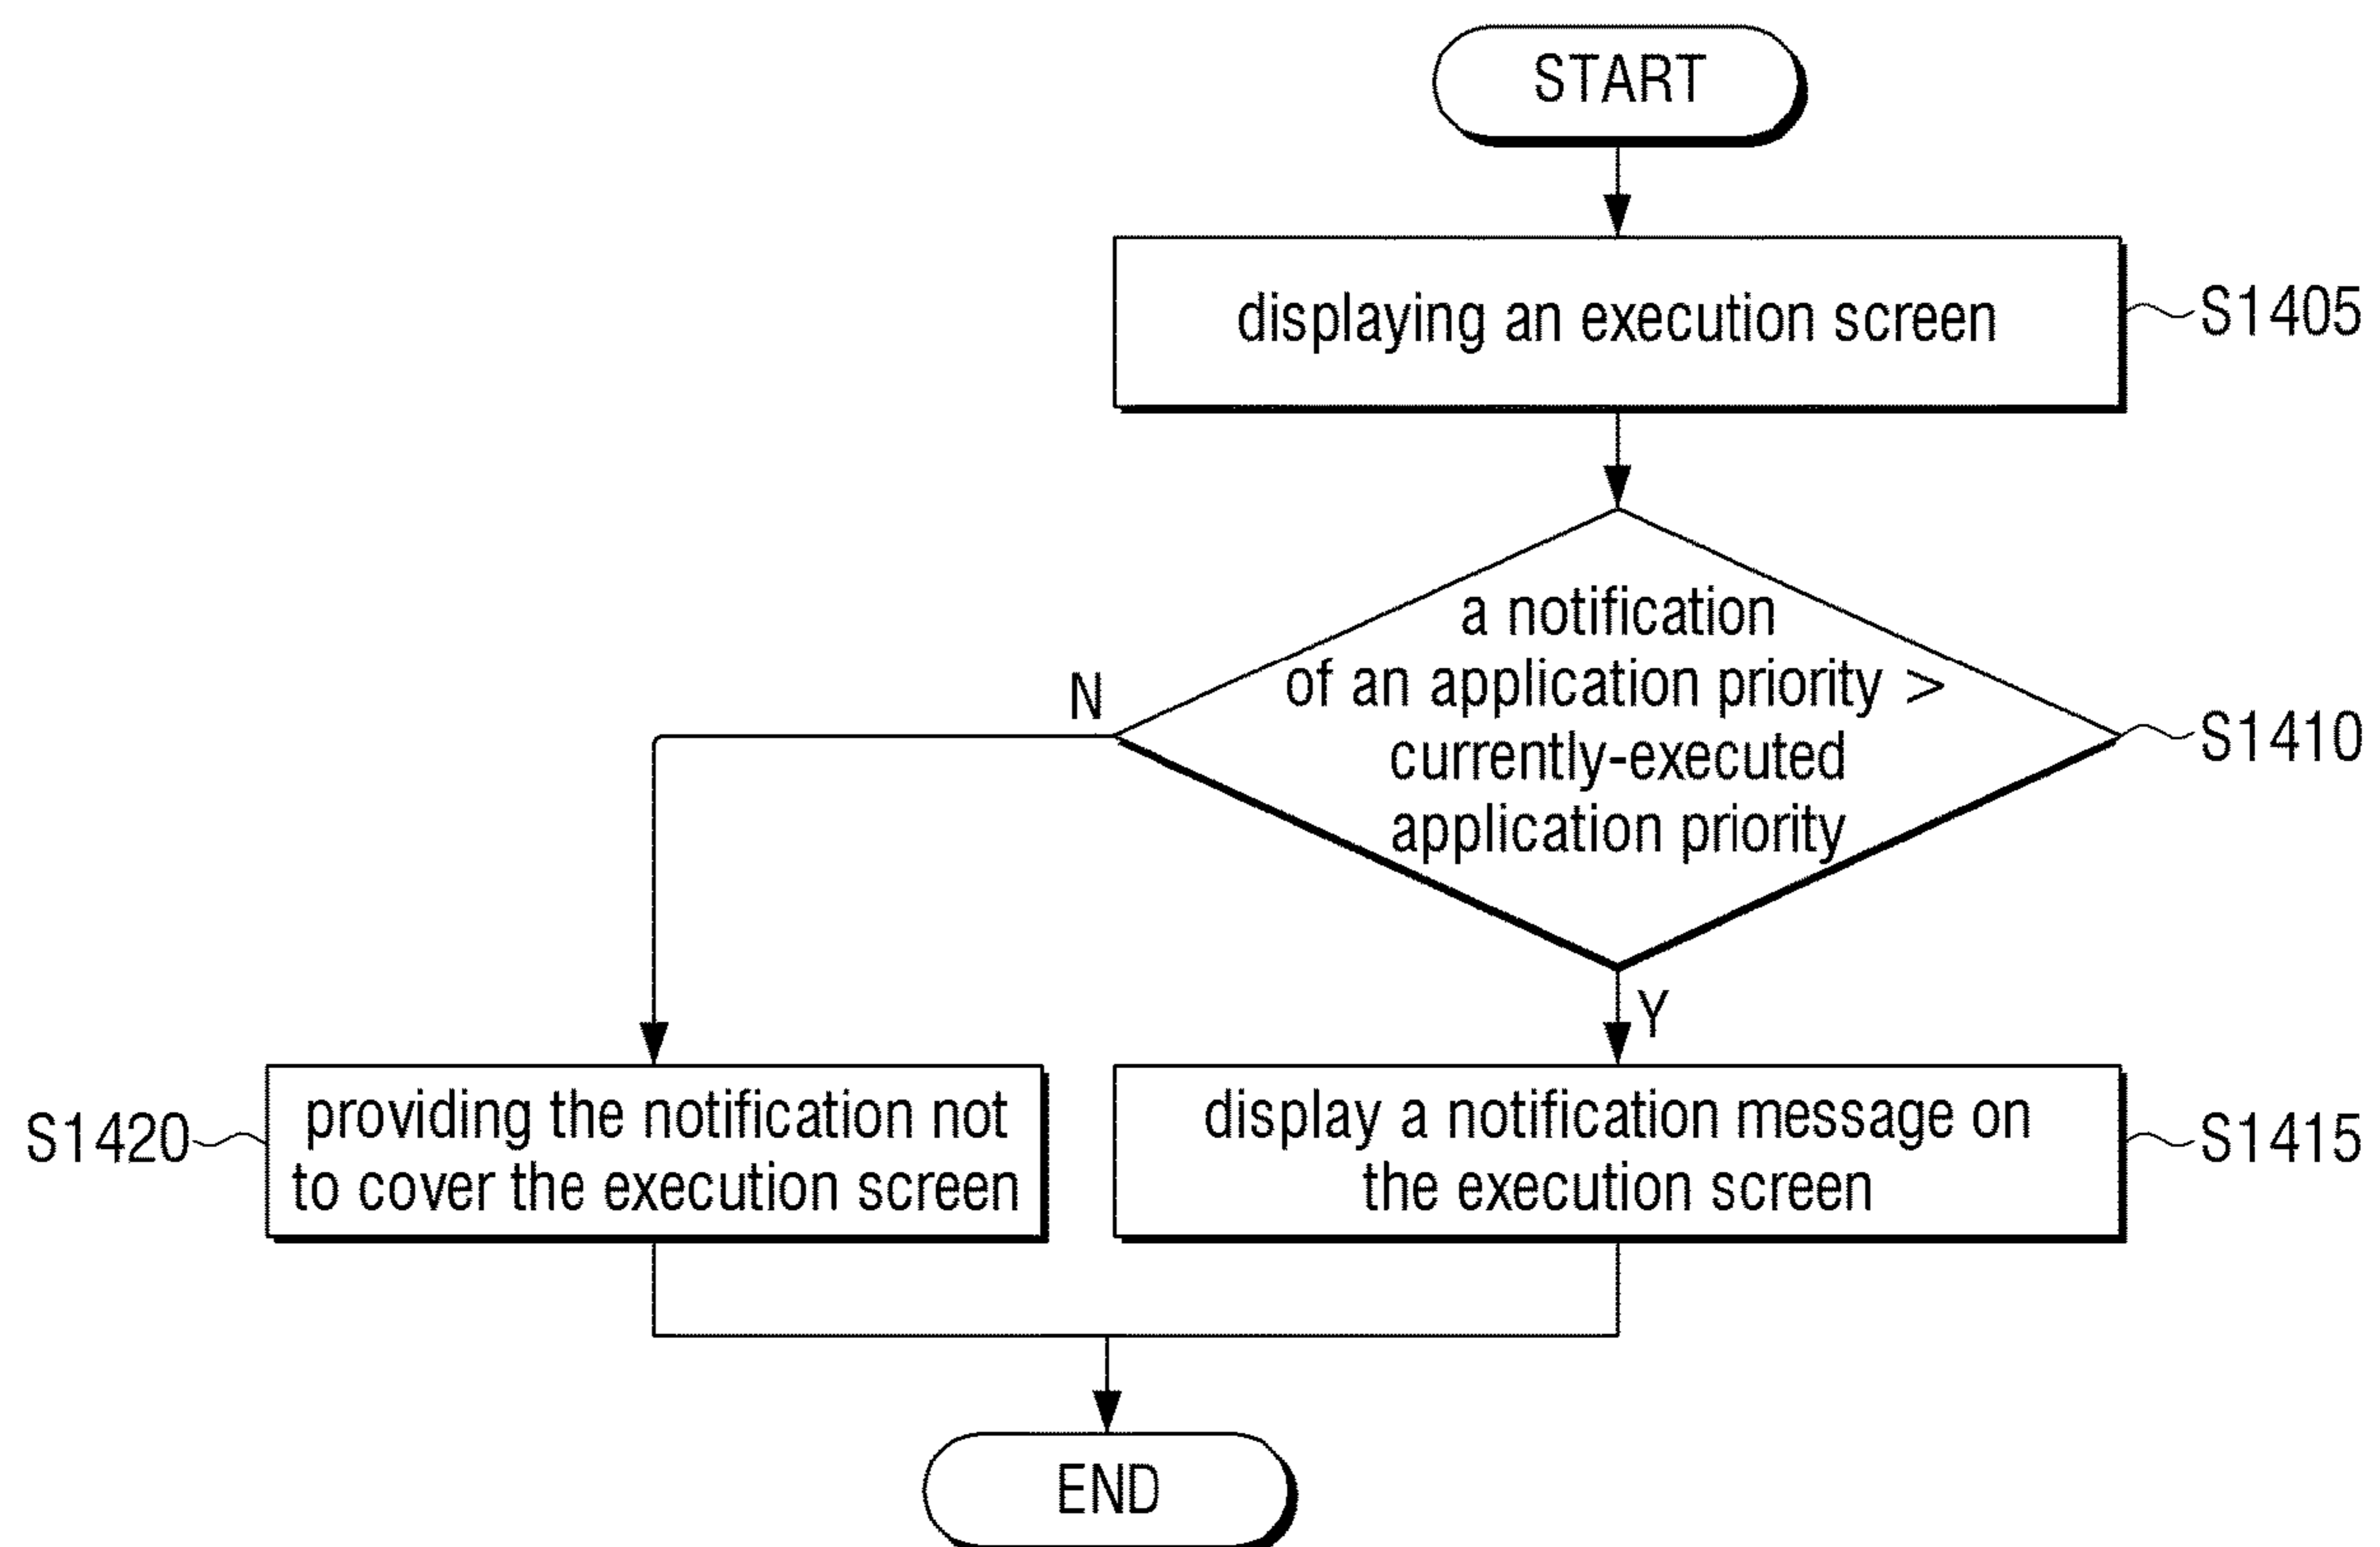 START
displaying an execution screen
S1405
a notification
of an application priority >
currently-executed
application priority
S1410
N
Y
S1420
providing the notification not
to cover the execution screen
display a notification message on
the execution screen
S1415
END